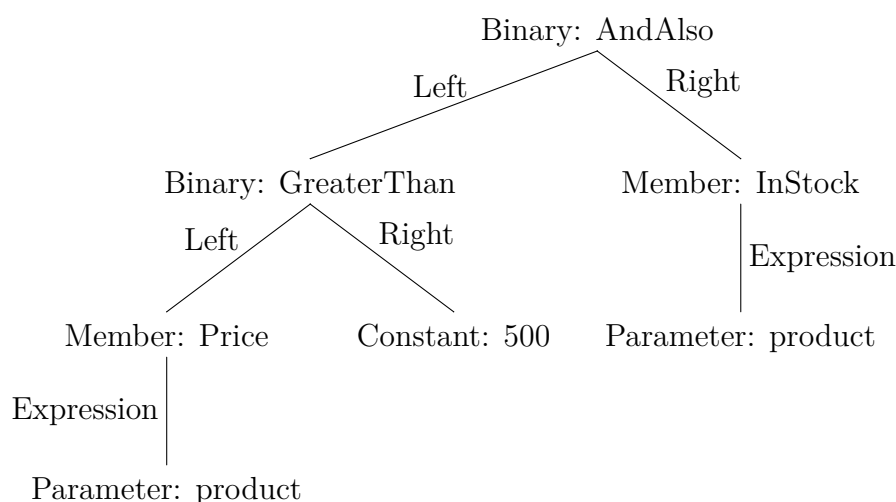 Binary: AndAlso
Left
Right
Binary: GreaterThan
Member: InStock
Left
Right
Expression
Member: Price
Constant: 500
Parameter: product
Expression
Parameter: product